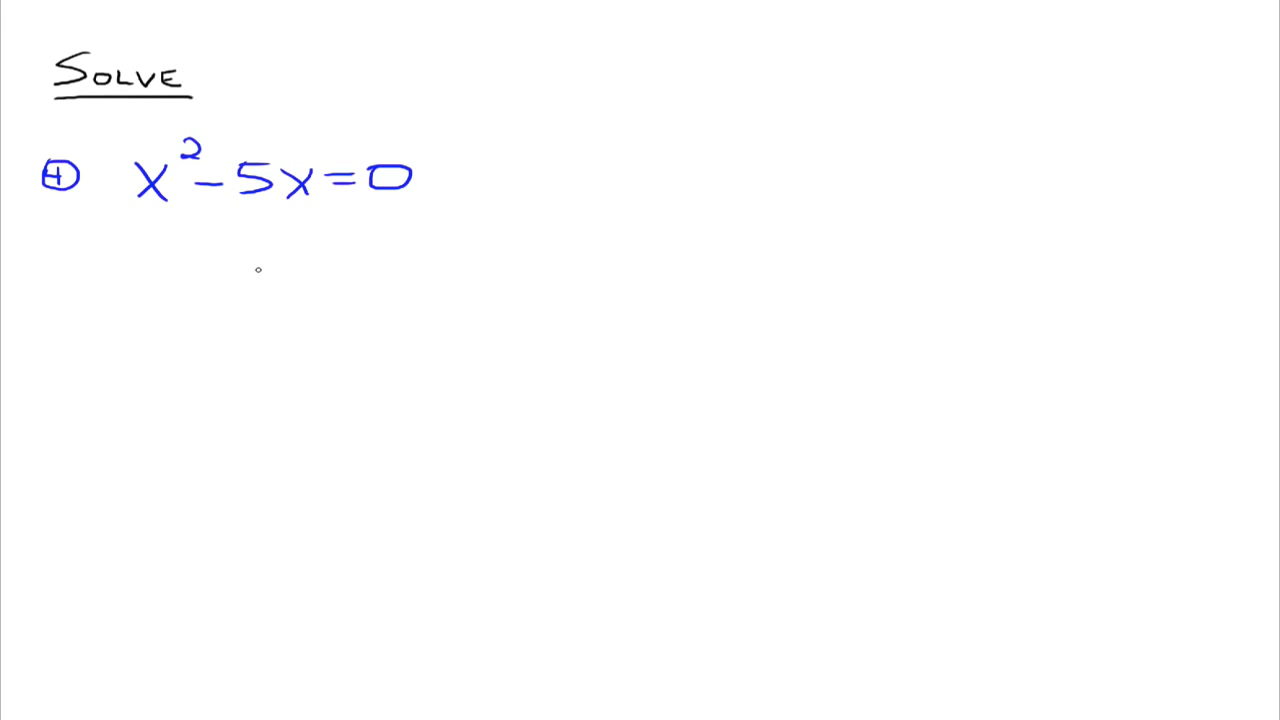 SOLVE
④ x² - 5x = 0